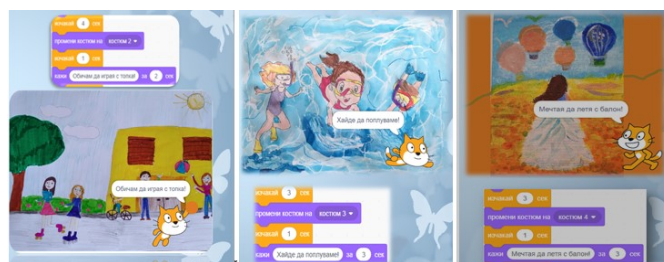 изчакай 4 сек
промени костюм на костюм 2
изчакай 1 сек
кажи Обичам да играя с топка! за 2 сек
Обичам да играя с топка!
Хайде да поплуваме!
изчакай 3 сек
промени костюм на костюм 3
изчакай 1 сек
кажи Хайде да поплуваме! за 3 сек
Мечтая да летя с балон!
изчакай 3 сек
промени костюм на костюм 4
изчакай 1 сек
кажи Мечтая да летя с балон! за 3 сек